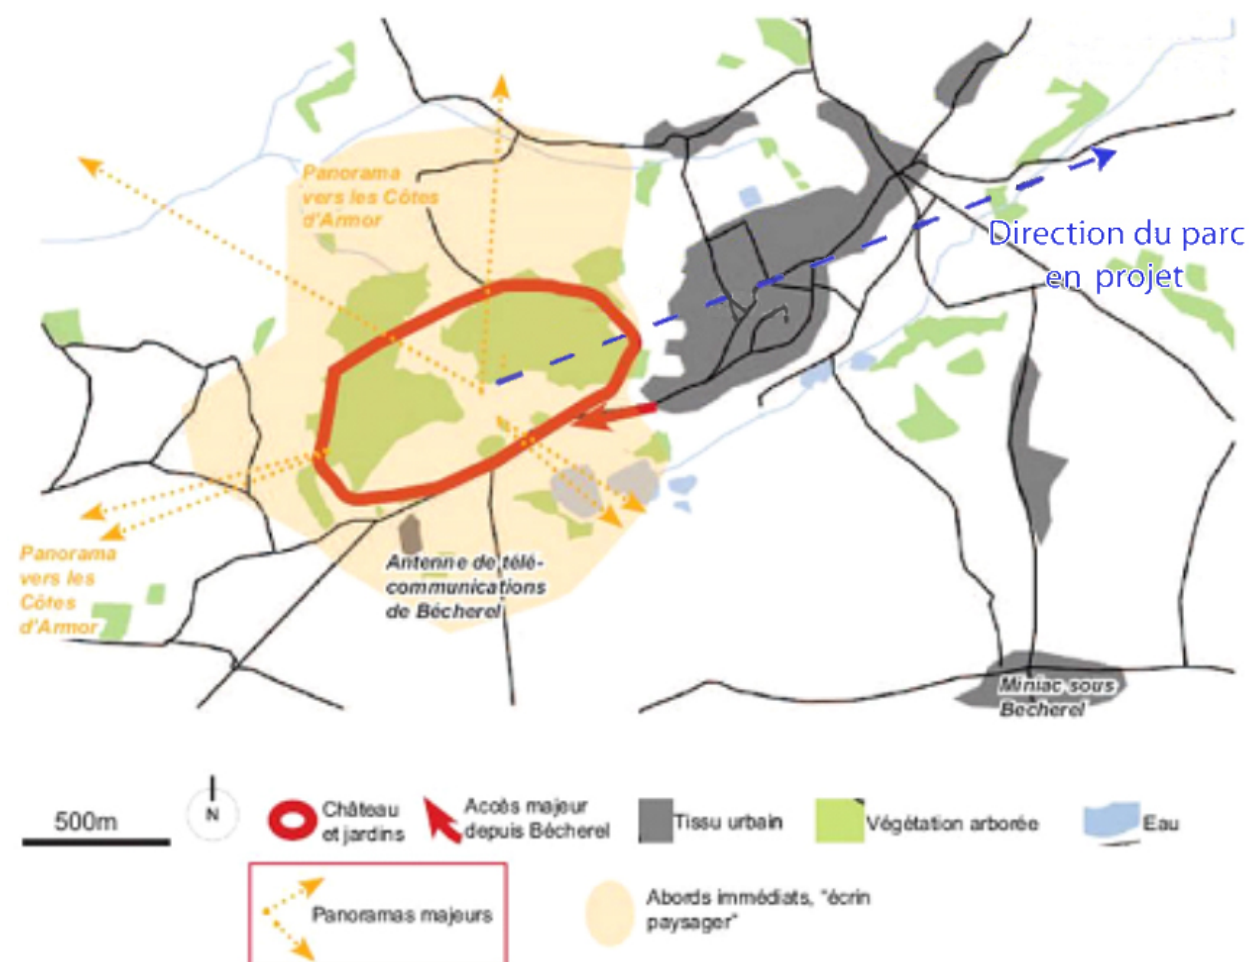 Panorama
vers les Côtes
d'Armor
Direction du parc
en projet
Panorama
vers les
Côtes
d'Armor
Antenne de télé-
communications
de Bécherel
Miniac sous
Becherel
500m
N
Château
et jardins
Accès majeur
depuis Bécherel
Tissu urbain
Végétation arborée
Eau
Panoramas majeurs
Abords immédiats, "écrin
paysager"